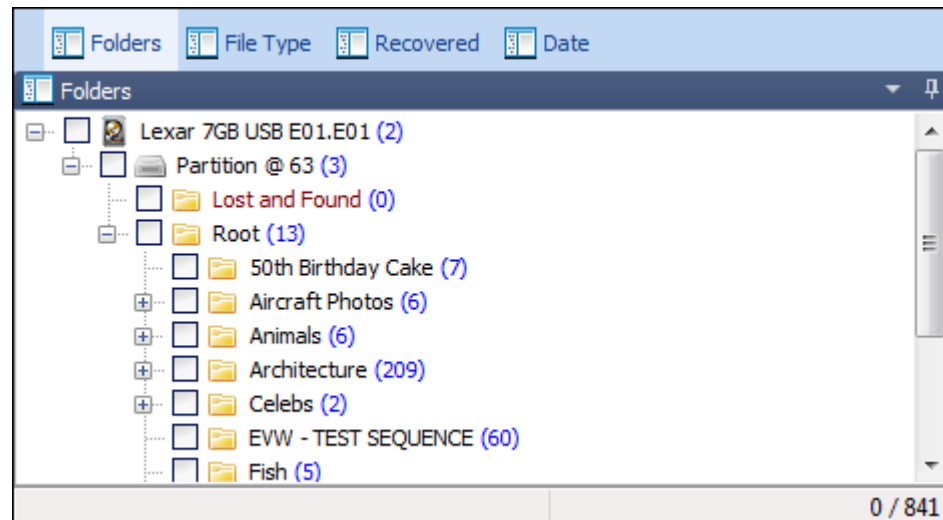 Folders File Type Recovered Date
Folders
Lexar 7GB USB E01.E01 (2)
Partition @ 63 (3)
Lost and Found (0)
Root (13)
50th Birthday Cake (7)
Aircraft Photos (6)
Animals (6)
Architecture (209)
Celebs (2)
EVW - TEST SEQUENCE (60)
Fish (5)
0 / 841